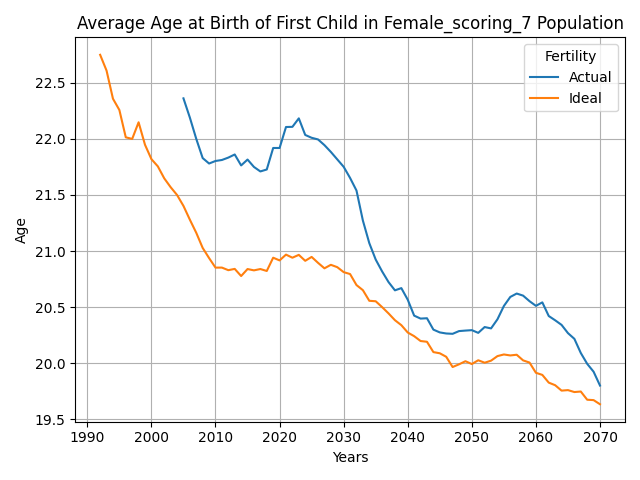 Average Age at Birth of First Child in Female_scoring_7 Population
Fertility
Actual
Ideal
22.5
22.0
21.5
21.0
20.5
20.0
19.5
Age
1990 2000 2010 2020 2030 2040 2050 2060 2070
Years